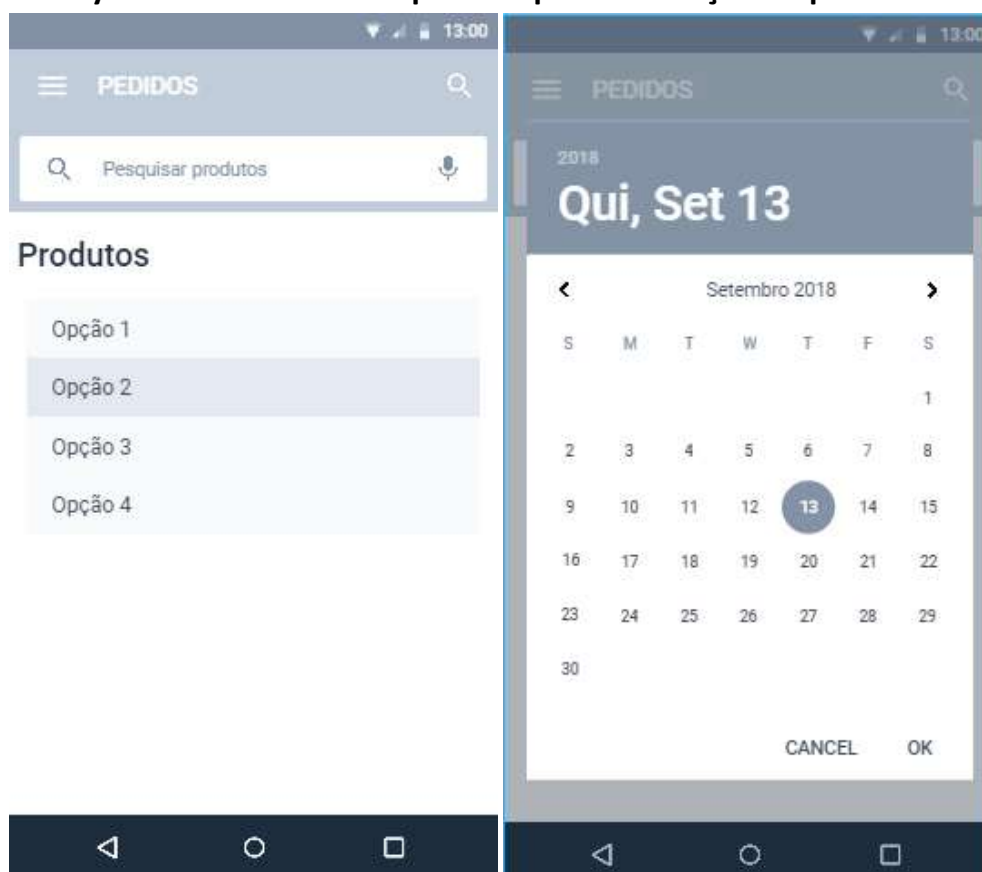 13:00
PEDIDOS
Pesquisar produtos
Produtos
Opção 1
Opção 2
Opção 3
Opção 4
13:00
PEDIDOS
2018
Qui, Set 13
Setembro 2018
S M T W T F S
1
2 3 4 5 6 7 8
9 10 11 12 13 14 15
16 17 18 19 20 21 22
23 24 25 26 27 28 29
30
CANCEL OK